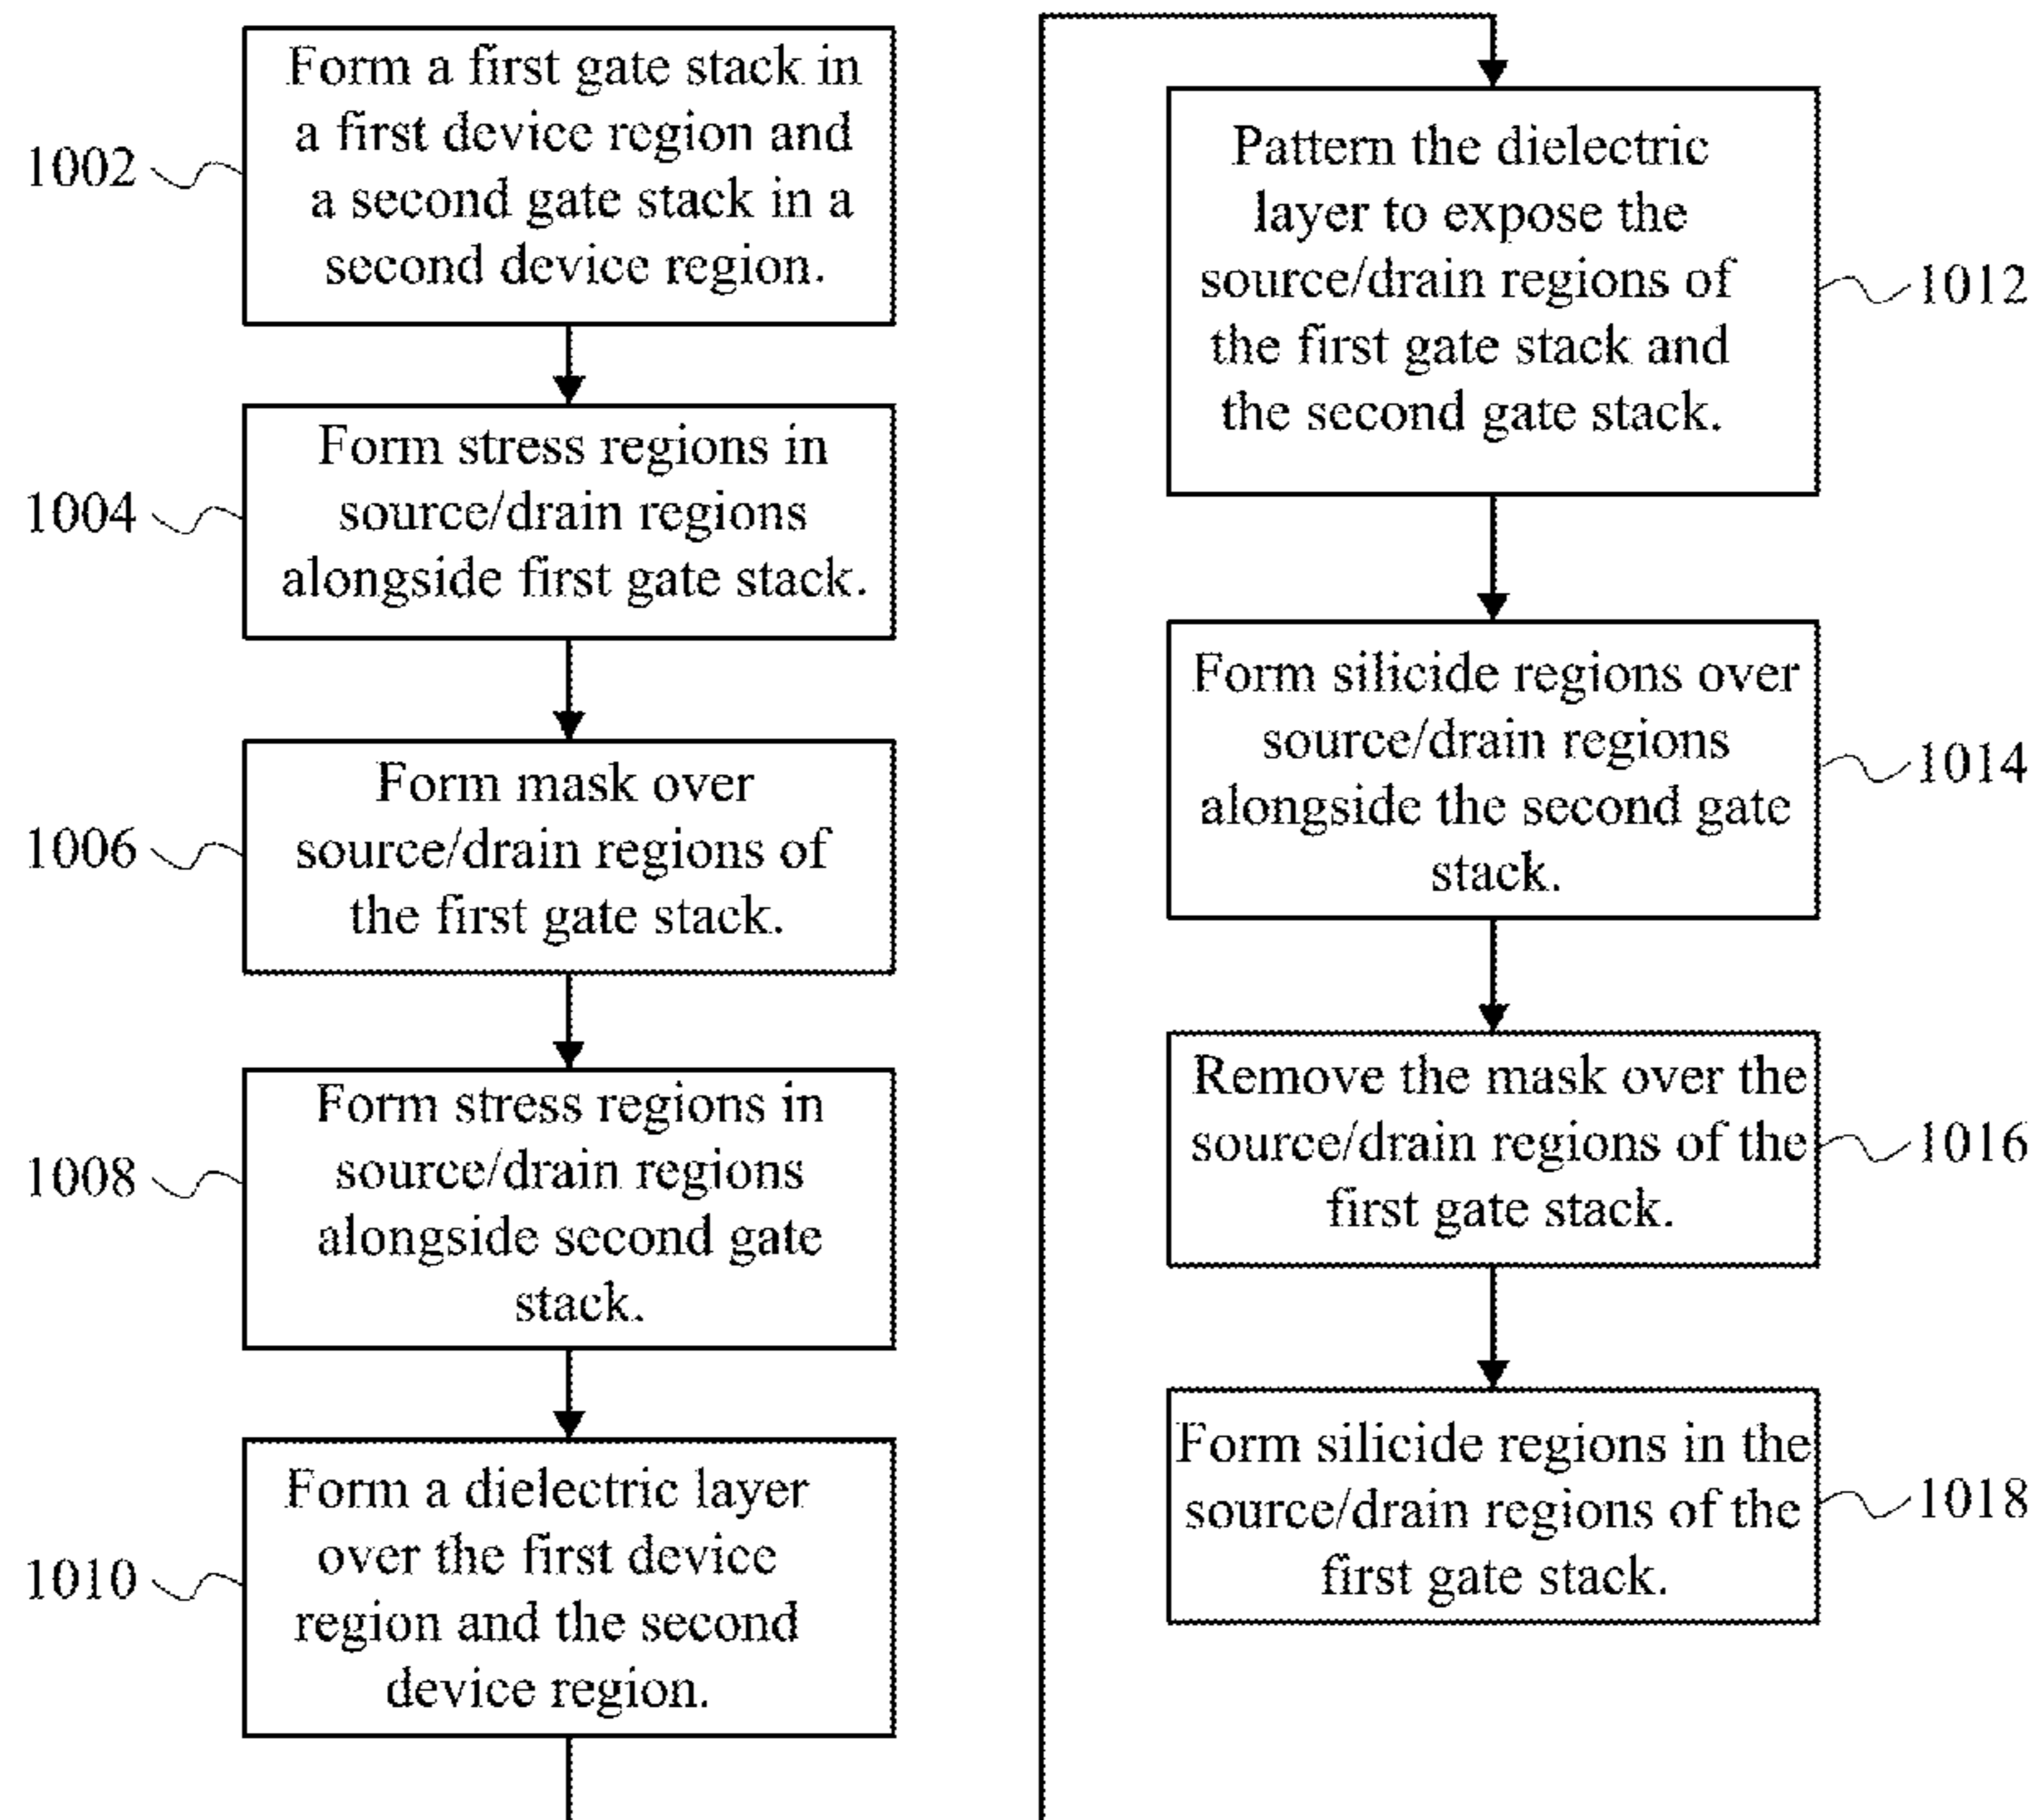 1002
Form a first gate stack in
a first device region and
a second gate stack in a
second device region.
1004
Form stress regions in
source/drain regions
alongside first gate stack.
1006
Form mask over
source/drain regions of
the first gate stack.
1008
Form stress regions in
source/drain regions
alongside second gate
stack.
1010
Form a dielectric layer
over the first device
region and the second
device region.
Pattern the dielectric
layer to expose the
source/drain regions of
the first gate stack and
the second gate stack.
1012
Form silicide regions over
source/drain regions
alongside the second gate
stack.
1014
Remove the mask over the
source/drain regions of the
first gate stack.
1016
Form silicide regions in the
source/drain regions of the
first gate stack.
1018